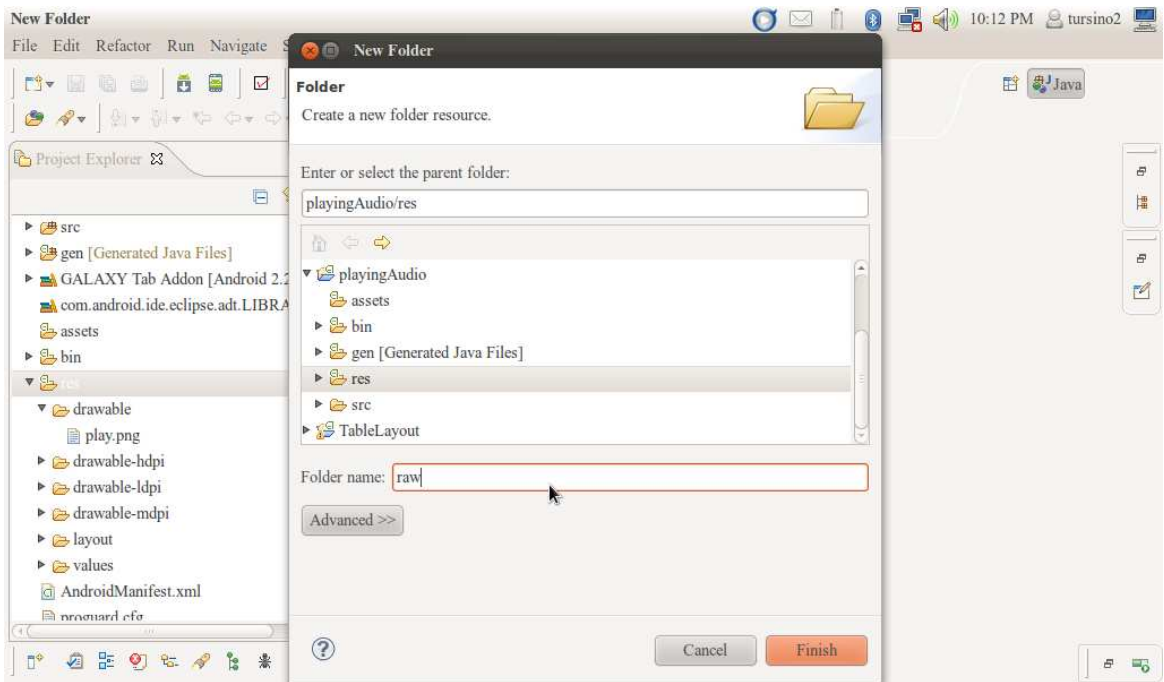 New Folder
10:12 PM tursino2
File Edit Refactor Run Navigate
New Folder
Folder
Create a new folder resource.
Java
Project Explorer
src
gen [Generated Java Files]
GALAXY Tab Addon [Android 2.2
com.android.ide.eclipse.adt.LIBRA
assets
bin
res
drawable
play.png
drawable-hdpi
drawable-ldpi
drawable-mdpi
layout
values
AndroidManifest.xml
proguard.cfg
Enter or select the parent folder:
playingAudio/res
playingAudio
assets
bin
gen [Generated Java Files]
res
src
TableLayout
Folder name: raw
Advanced >>
Cancel Finish